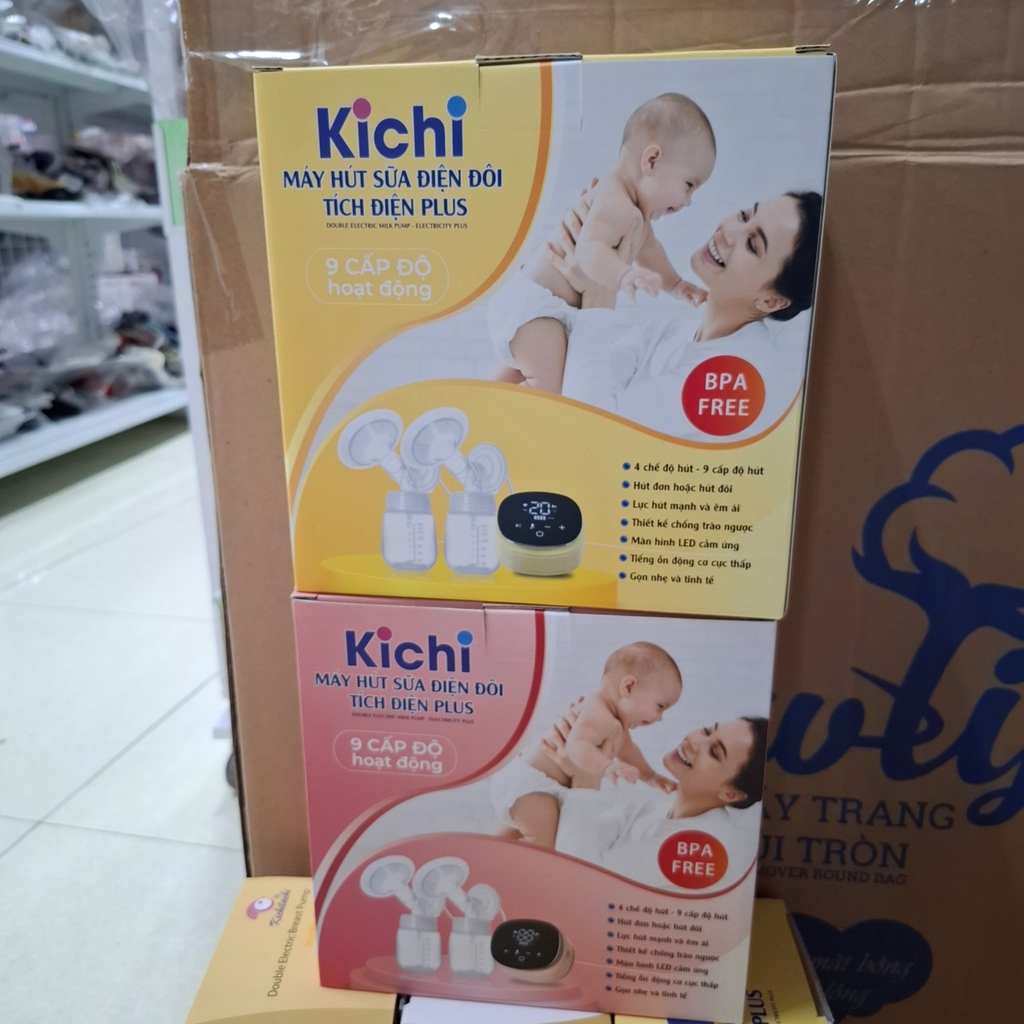 Kichi
MÁY HÚT SỮA ĐIỆN ĐÔI
TÍCH ĐIỆN PLUS
DOUBLE ELECTRIC MILK PUMP - ELECTRICITY PLUS
9 CẤP ĐỘ
hoạt động
BPA
FREE
4 chế độ hút - 9 cấp độ hút
Hút đơn hoặc hút đôi
Lực hút mạnh và êm ái
Thiết kế chống trào ngược
Màn hình LED cảm ứng
Tiếng ồn động cơ cực thấp
Gọn nhẹ và tinh tế
20
Kichi
MÁY HÚT SỮA ĐIỆN ĐÔI
TÍCH ĐIỆN PLUS
DOUBLE ELECTRIC MILK PUMP - ELECTRICITY PLUS
9 CẤP ĐỘ
hoạt động
BPA
FREE
4 chế độ hút - 9 cấp độ hút
Hút đơn hoặc hút đôi
Lực hút mạnh và êm ái
Thiết kế chống trào ngược
Màn hình LED cảm ứng
Tiếng ồn động cơ cực thấp
Gọn nhẹ và tinh tế
TRANG
TRÒN
ROUND BAG
Double Electric Breast Pump
PLUS